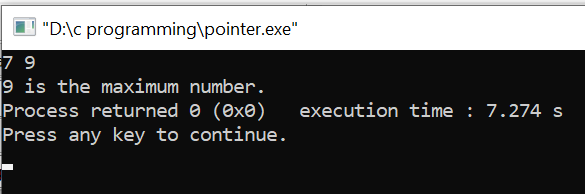 "D:\c programming\pointer.exe"
7 9
9 is the maximum number.
Process returned 0 (0x0)   execution time : 7.274 s
Press any key to continue.